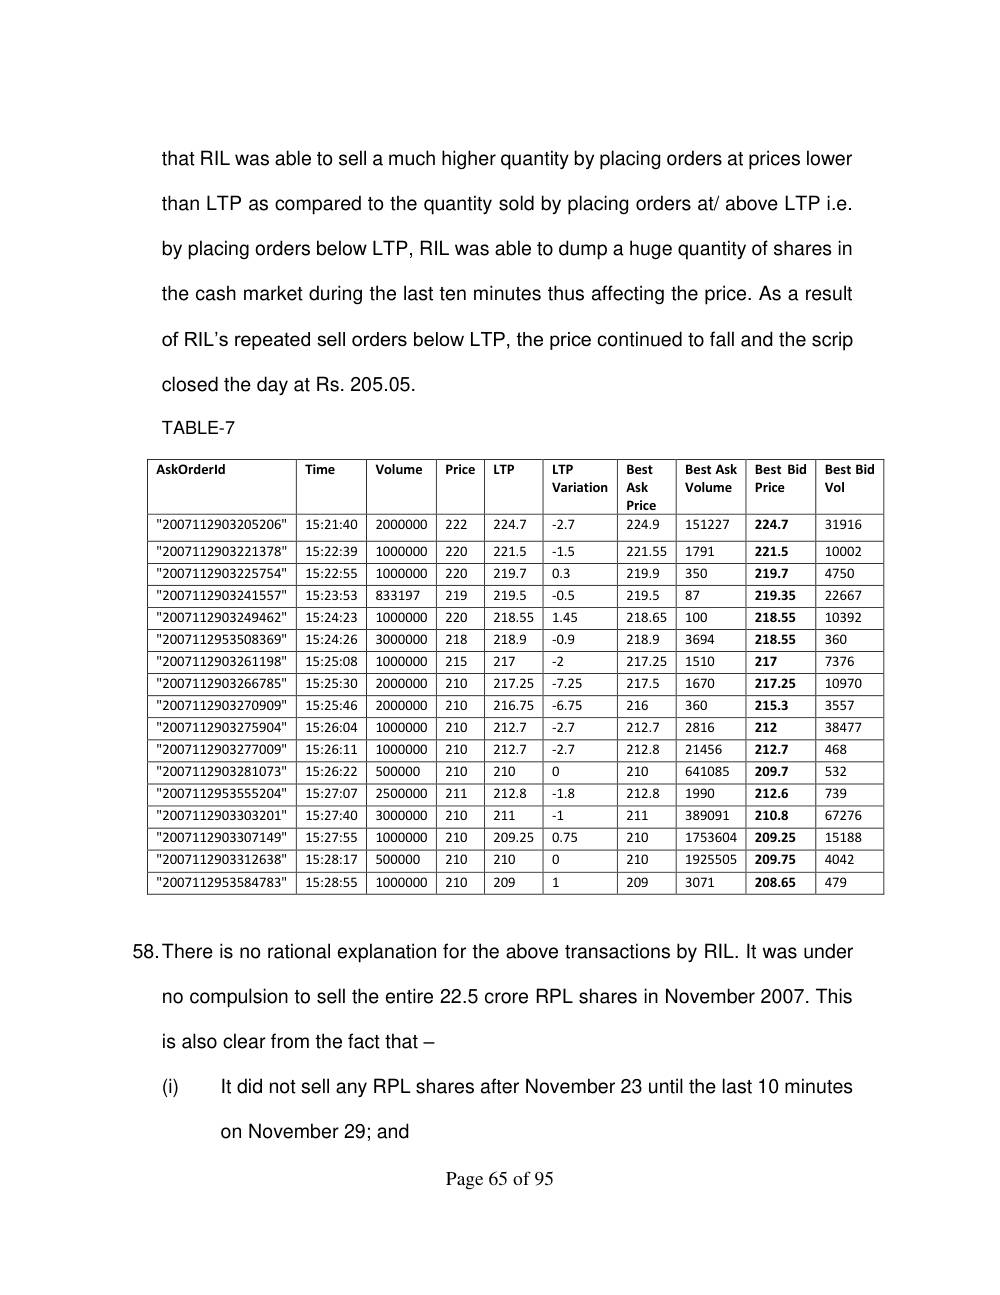 that RIL was able to sell a much higher quantity by placing orders at prices lower
than LTP as compared to the quantity sold by placing orders at/ above LTP i.e.
by placing orders below LTP, RIL was able to dump a huge quantity of shares in
the cash market during the last ten minutes thus affecting the price. As a result
of RIL’s repeated sell orders below LTP, the price continued to fall and the scrip
closed the day at Rs. 205.05.
TABLE-7
AskOrderId Time Volume Price LTP LTP Variation Best Ask Price Best Ask Volume Best Bid Price Best Bid Vol
"2007112903205206" 15:21:40 2000000 222 224.7 -2.7 224.9 151227 224.7 31916
"2007112903221378" 15:22:39 1000000 220 221.5 -1.5 221.55 1791 221.5 10002
"2007112903225754" 15:22:55 1000000 220 219.7 0.3 219.9 350 219.7 4750
"2007112903241557" 15:23:53 833197 219 219.5 -0.5 219.5 87 219.35 22667
"2007112903249462" 15:24:23 1000000 220 218.55 1.45 218.65 100 218.55 10392
"2007112953508369" 15:24:26 3000000 218 218.9 -0.9 218.9 3694 218.55 360
"2007112903261198" 15:25:08 1000000 215 217 -2 217.25 1510 217 7376
"2007112903266785" 15:25:30 2000000 210 217.25 -7.25 217.5 1670 217.25 10970
"2007112903270909" 15:25:46 2000000 210 216.75 -6.75 216 360 215.3 3557
"2007112903275904" 15:26:04 1000000 210 212.7 -2.7 212.7 2816 212 38477
"2007112903277009" 15:26:11 1000000 210 212.7 -2.7 212.8 21456 212.7 468
"2007112903281073" 15:26:22 500000 210 210 0 210 641085 209.7 532
"2007112953555204" 15:27:07 2500000 211 212.8 -1.8 212.8 1990 212.6 739
"2007112903303201" 15:27:40 3000000 210 211 -1 211 389091 210.8 67276
"2007112903307149" 15:27:55 1000000 210 209.25 0.75 210 1753604 209.25 15188
"2007112903312638" 15:28:17 500000 210 210 0 210 1925505 209.75 4042
"2007112953584783" 15:28:55 1000000 210 209 1 209 3071 208.65 479
58. There is no rational explanation for the above transactions by RIL. It was under
no compulsion to sell the entire 22.5 crore RPL shares in November 2007. This
is also clear from the fact that –
(i) It did not sell any RPL shares after November 23 until the last 10 minutes
on November 29; and
Page 65 of 95